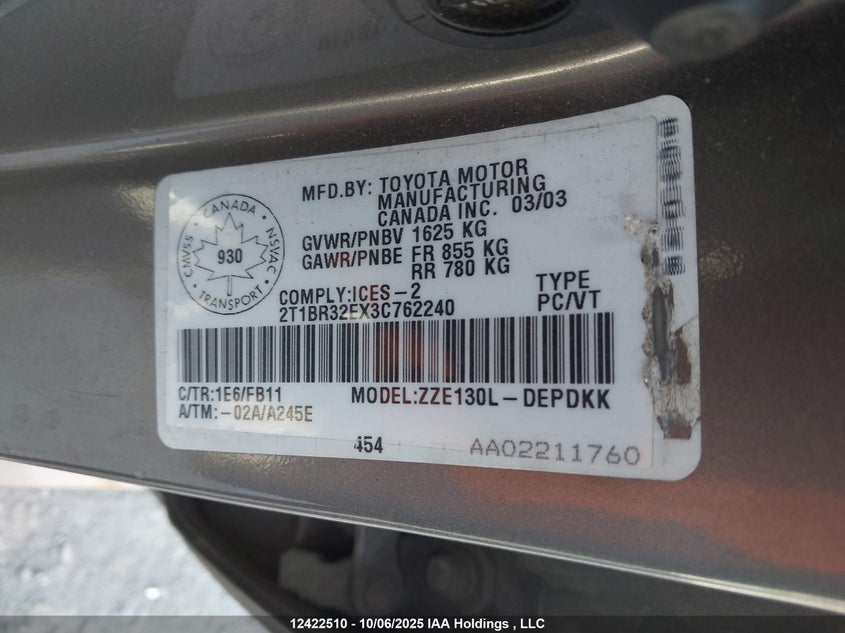 MFD.BY: TOYOTA MOTOR
MANUFACTURING
CANADA INC. 03/03
GVWR/PNBV 1625 KG
GAWR/PNBE FR 855 KG
RR 780 KG
CANADA
CMVSS
NSVAC
930
TRANSPORT
COMPLY:ICES-2
TYPE
2T1BR32EX3C762240
PC/VT
C/TR:1E6/FB11
MODEL:ZZE130L-DEPDKK
A/TM:-02A/A245E
454
AA02211760
12422510 - 10/06/2025 IAA Holdings , LLC